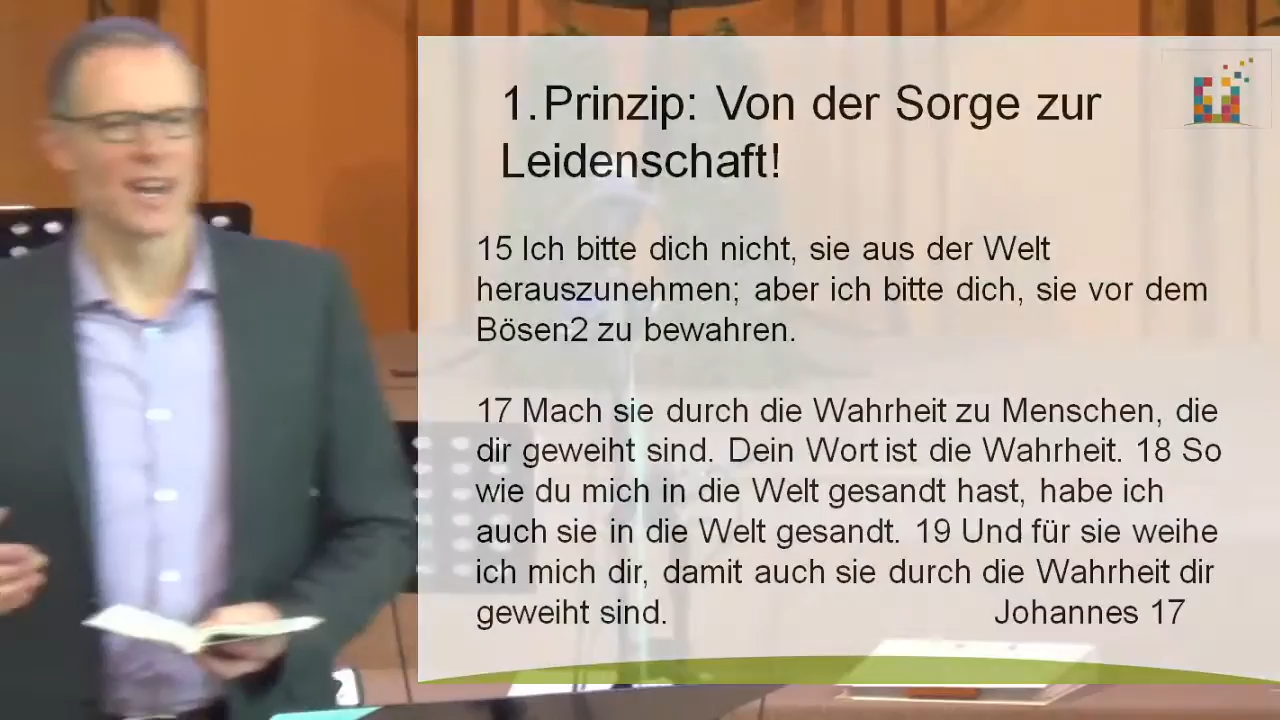 1. Prinzip: Von der Sorge zur
Leidenschaft!
15 Ich bitte dich nicht, sie aus der Welt
herauszunehmen; aber ich bitte dich, sie vor dem
Bösen2 zu bewahren.
17 Mach sie durch die Wahrheit zu Menschen, die
dir geweiht sind. Dein Wort ist die Wahrheit. 18 So
wie du mich in die Welt gesandt hast, habe ich
auch sie in die Welt gesandt. 19 Und für sie weihe
ich mich dir, damit auch sie durch die Wahrheit dir
geweiht sind. Johannes 17